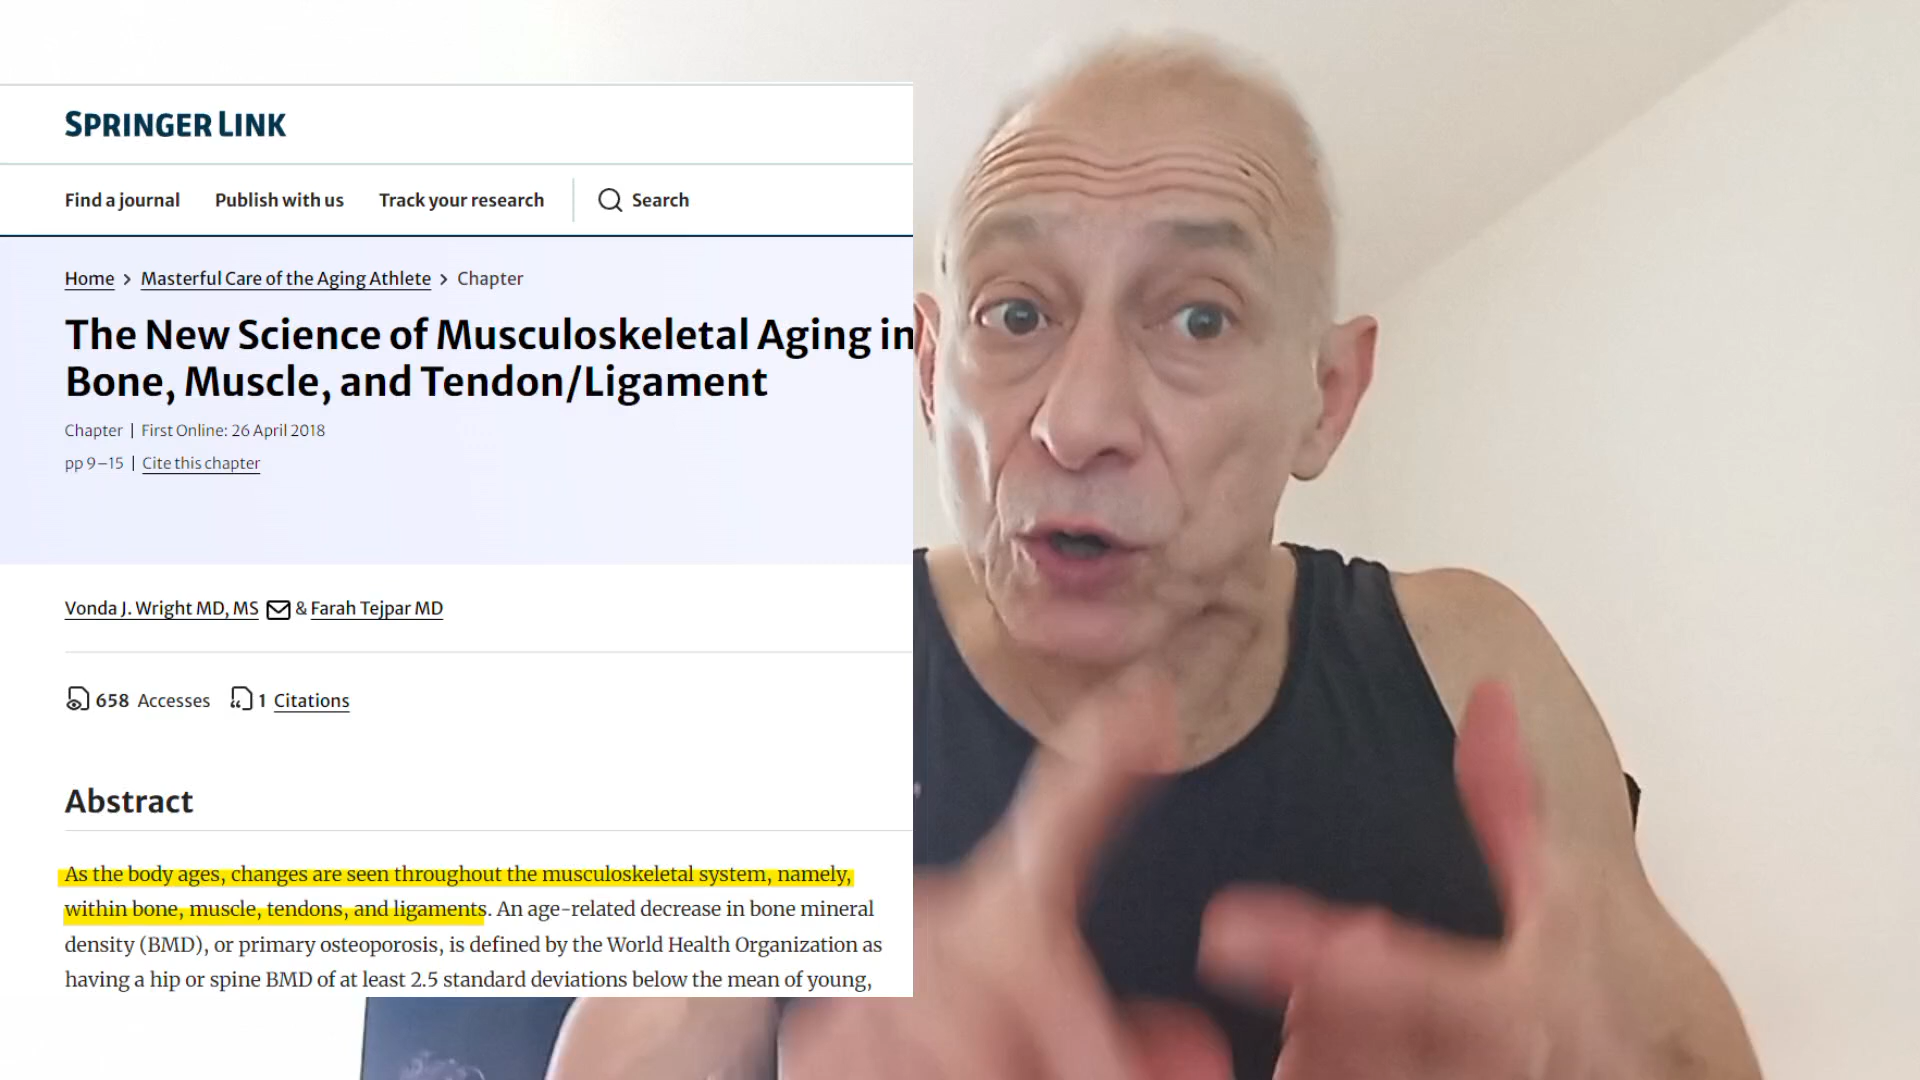 SPRINGER LINK
Find a journal Publish with us Track your research Search
Home > Masterful Care of the Aging Athlete > Chapter
The New Science of Musculoskeletal Aging in
Bone, Muscle, and Tendon/Ligament
Chapter | First Online: 26 April 2018
pp 9–15 | Cite this chapter
Vonda J. Wright MD, MS & Farah Tejpar MD
658 Accesses 1 Citations
Abstract
As the body ages, changes are seen throughout the musculoskeletal system, namely,
within bone, muscle, tendons, and ligaments. An age-related decrease in bone mineral
density (BMD), or primary osteoporosis, is defined by the World Health Organization as
having a hip or spine BMD of at least 2.5 standard deviations below the mean of young,